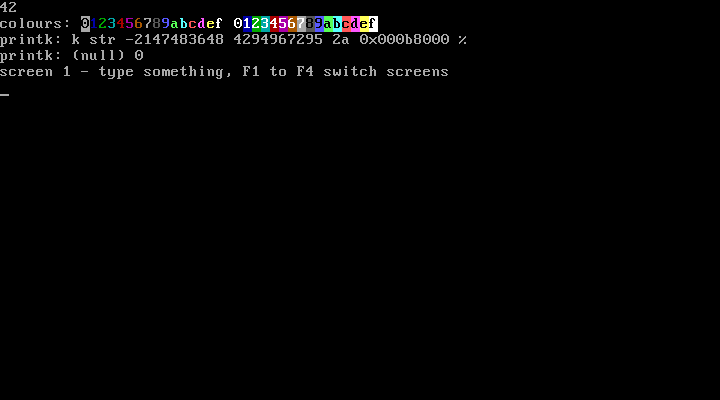 42
colours: 0123456789abcdef 0123456789abcdef
printk: k str -2147483648 4294967295 2a 0x000b8000 %
printk: (null) 0
screen 1 - type something, F1 to F4 switch screens
_